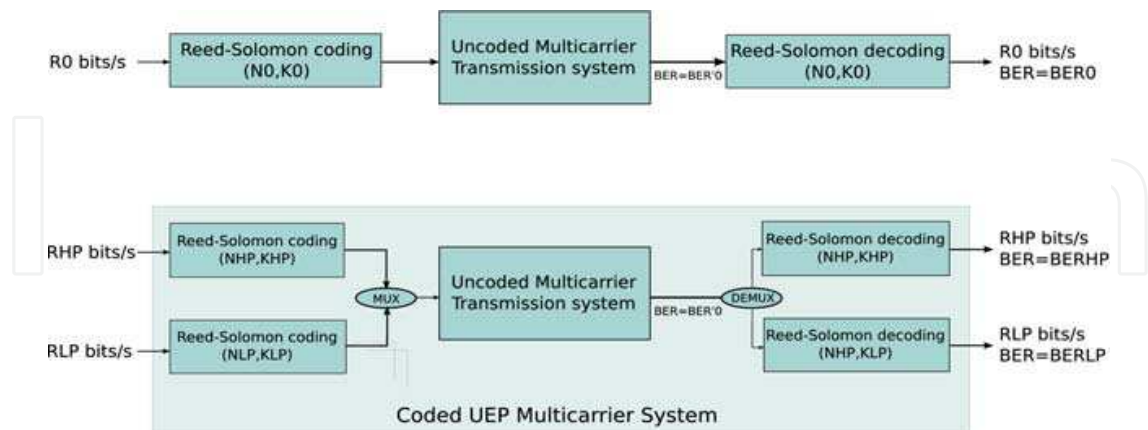 R0 bits/s
Reed-Solomon coding
(N0,K0)
Uncoded Multicarrier
Transmission system
BER=BER'0
Reed-Solomon decoding
(N0,K0)
R0 bits/s
BER=BER0
RHP bits/s
Reed-Solomon coding
(NHP,KHP)
RLP bits/s
Reed-Solomon coding
(NLP,KLP)
MUX
Uncoded Multicarrier
Transmission system
BER=BER'0
DEMUX
Reed-Solomon decoding
(NHP,KHP)
RHP bits/s
BER=BERHP
Reed-Solomon decoding
(NHP,KLP)
RLP bits/s
BER=BERLP
Coded UEP Multicarrier System